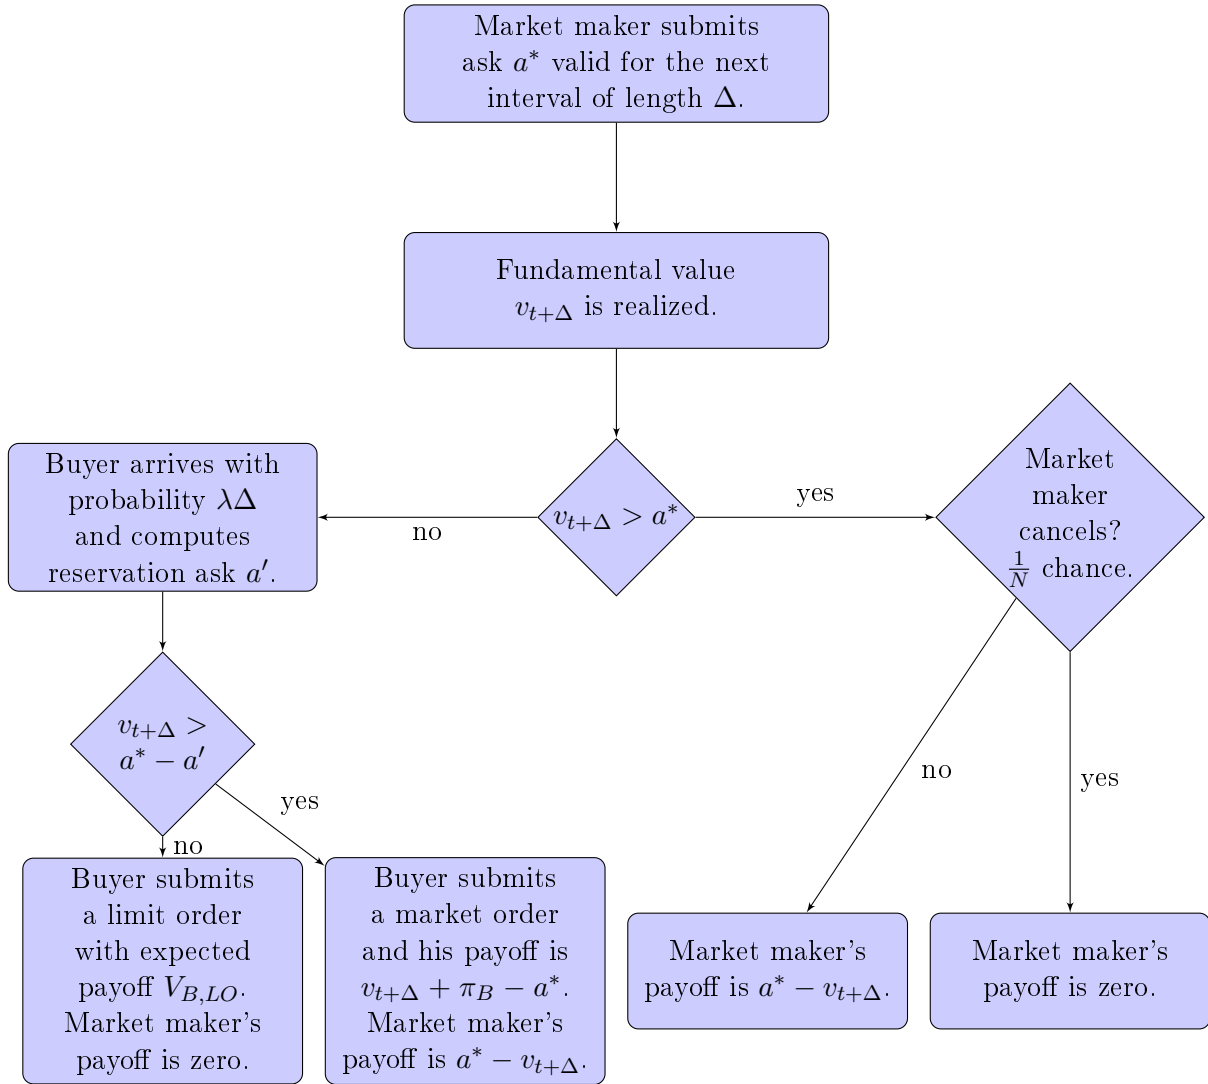 Market maker submits
ask a* valid for the next
interval of length Δ.
Fundamental value
v_{t+Δ} is realized.
v_{t+Δ} > a*
yes
no
Market
maker
cancels?
1/N chance.
Buyer arrives with
probability λΔ
and computes
reservation ask a′.
v_{t+Δ} >
a* − a′
yes
no
no
yes
Buyer submits
a limit order
with expected
payoff V_{B,LO}.
Market maker's
payoff is zero.
Buyer submits
a market order
and his payoff is
v_{t+Δ} + π_B − a*.
Market maker's
payoff is a* − v_{t+Δ}.
Market maker's
payoff is a* − v_{t+Δ}.
Market maker's
payoff is zero.